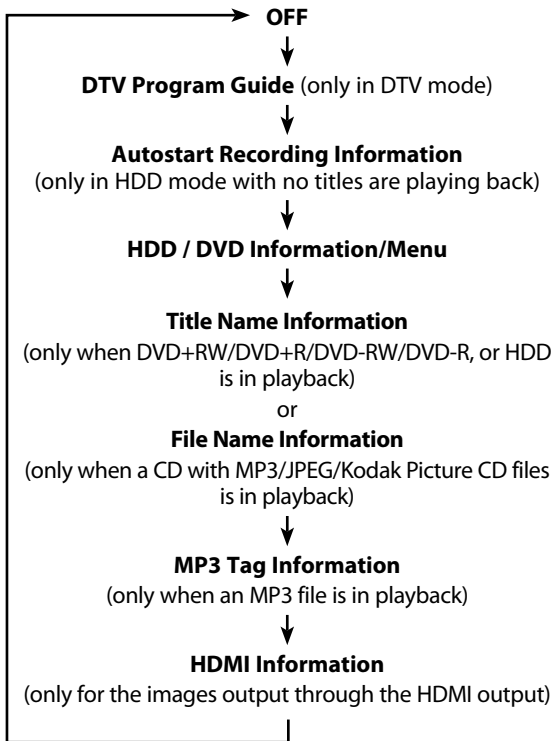 OFF
DTV Program Guide (only in DTV mode)
Autostart Recording Information
(only in HDD mode with no titles are playing back)
HDD / DVD Information/Menu
Title Name Information
(only when DVD+RW/DVD+R/DVD-RW/DVD-R, or HDD
is in playback)
or
File Name Information
(only when a CD with MP3/JPEG/Kodak Picture CD files
is in playback)
MP3 Tag Information
(only when an MP3 file is in playback)
HDMI Information
(only for the images output through the HDMI output)